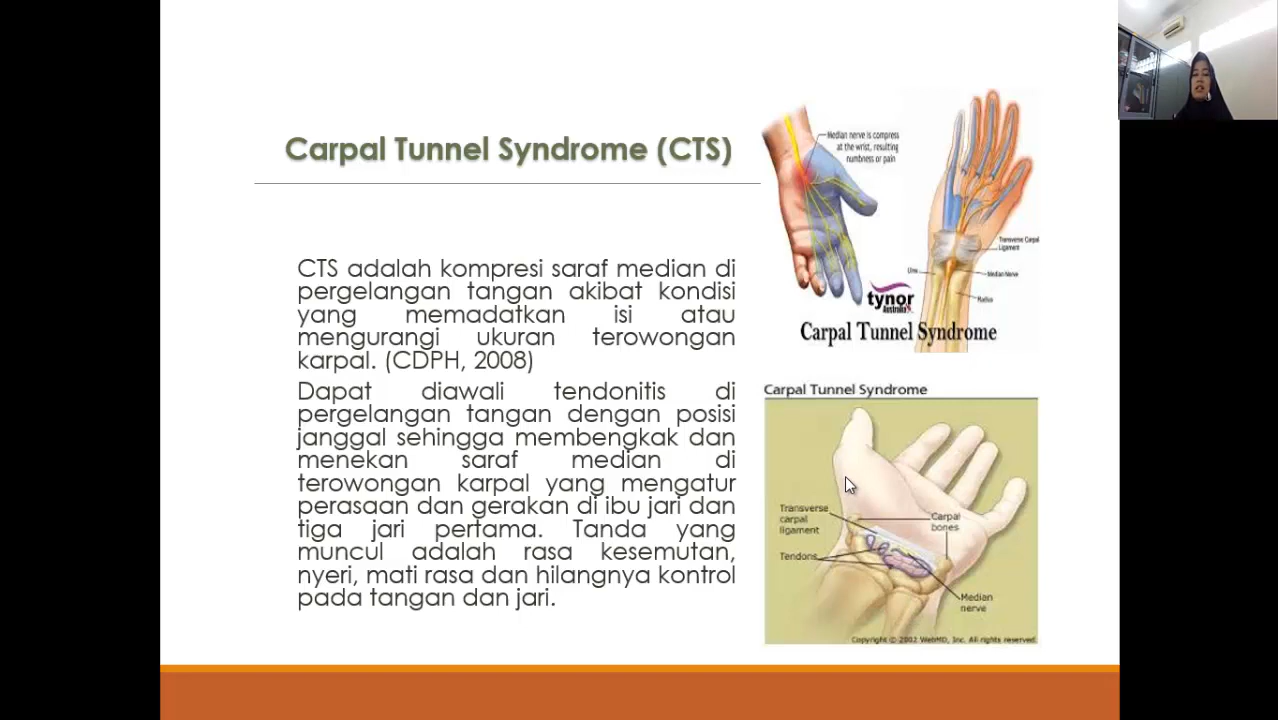 Carpal Tunnel Syndrome (CTS)
CTS adalah kompresi saraf median di
pergelangan tangan akibat kondisi
yang memadatkan isi atau
mengurangi ukuran terowongan
karpal. (CDPH, 2008)
Dapat diawali tendonitis di
pergelangan tangan dengan posisi
janggal sehingga membengkak dan
menekan saraf median di
terowongan karpal yang mengatur
perasaan dan gerakan di ibu jari dan
tiga jari pertama. Tanda yang
muncul adalah rasa kesemutan,
nyeri, mati rasa dan hilangnya kontrol
pada tangan dan jari.
Median nerve is compress
at the wrist, resulting
numbness or pain
Transverse Carpal
Ligament
Ulna
Median Nerve
Radius
tynor
Australia
Carpal Tunnel Syndrome
Carpal Tunnel Syndrome
Transverse
carpal
ligament
Carpal
bones
Tendons
Median
nerve
Copyright © 2002 WebMD, Inc. All rights reserved.